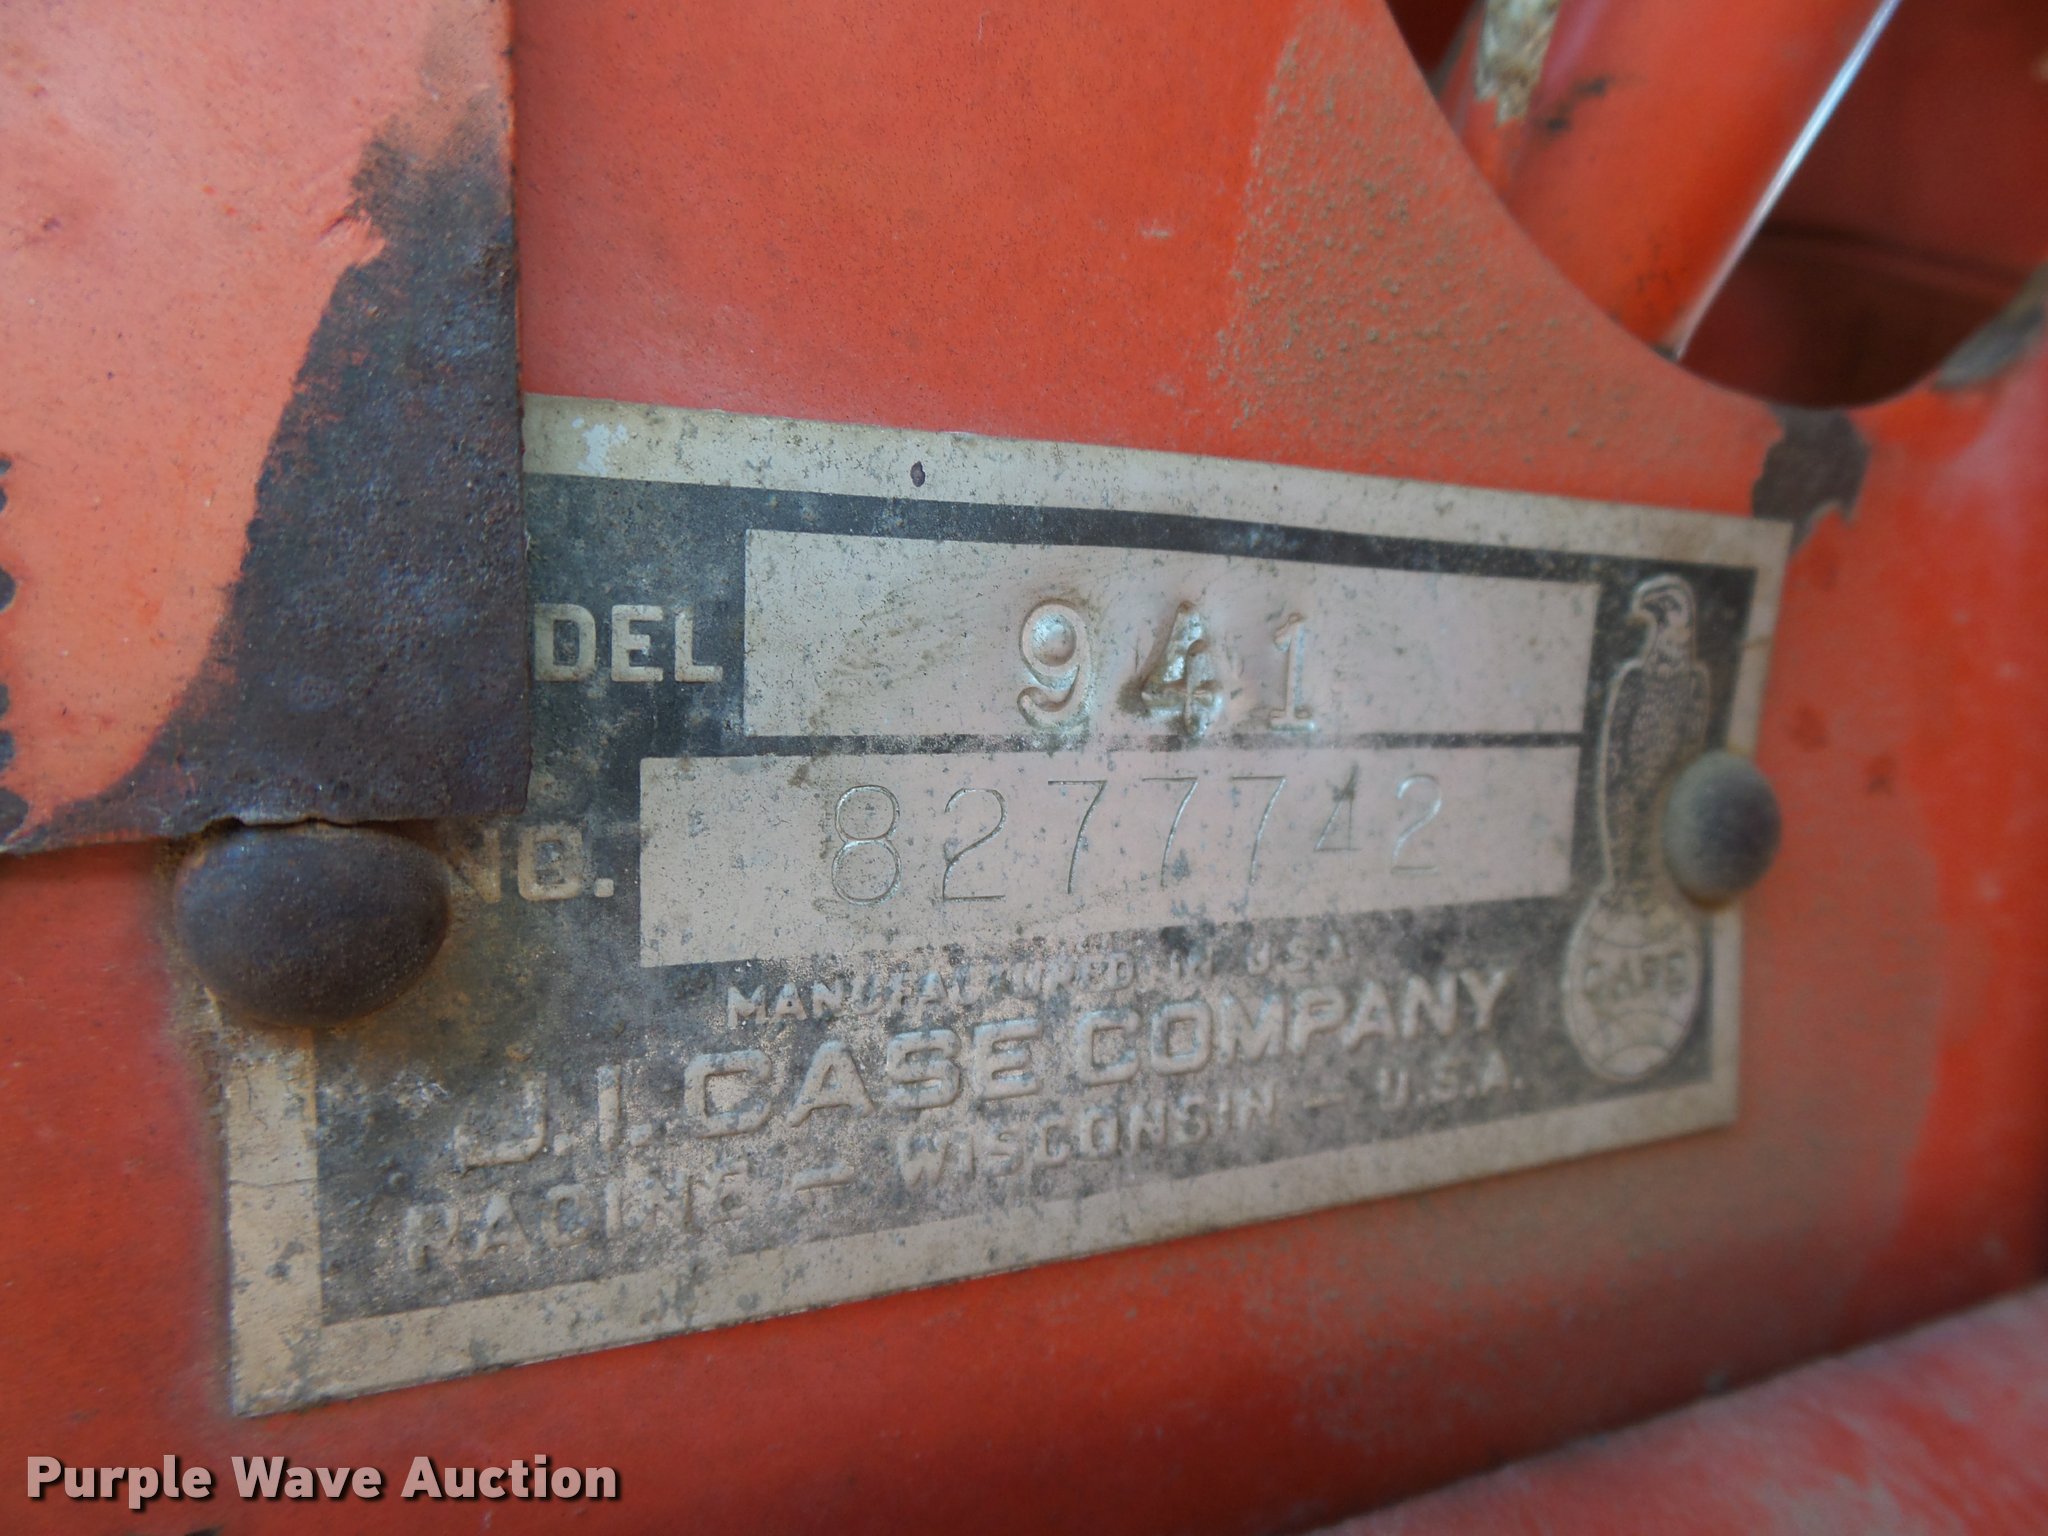 DEL 941
NO. 8277742
MANUFACTURED IN U.S.A
J.I. CASE COMPANY
RACINE - WISCONSIN - U.S.A.
CASE
Purple Wave Auction